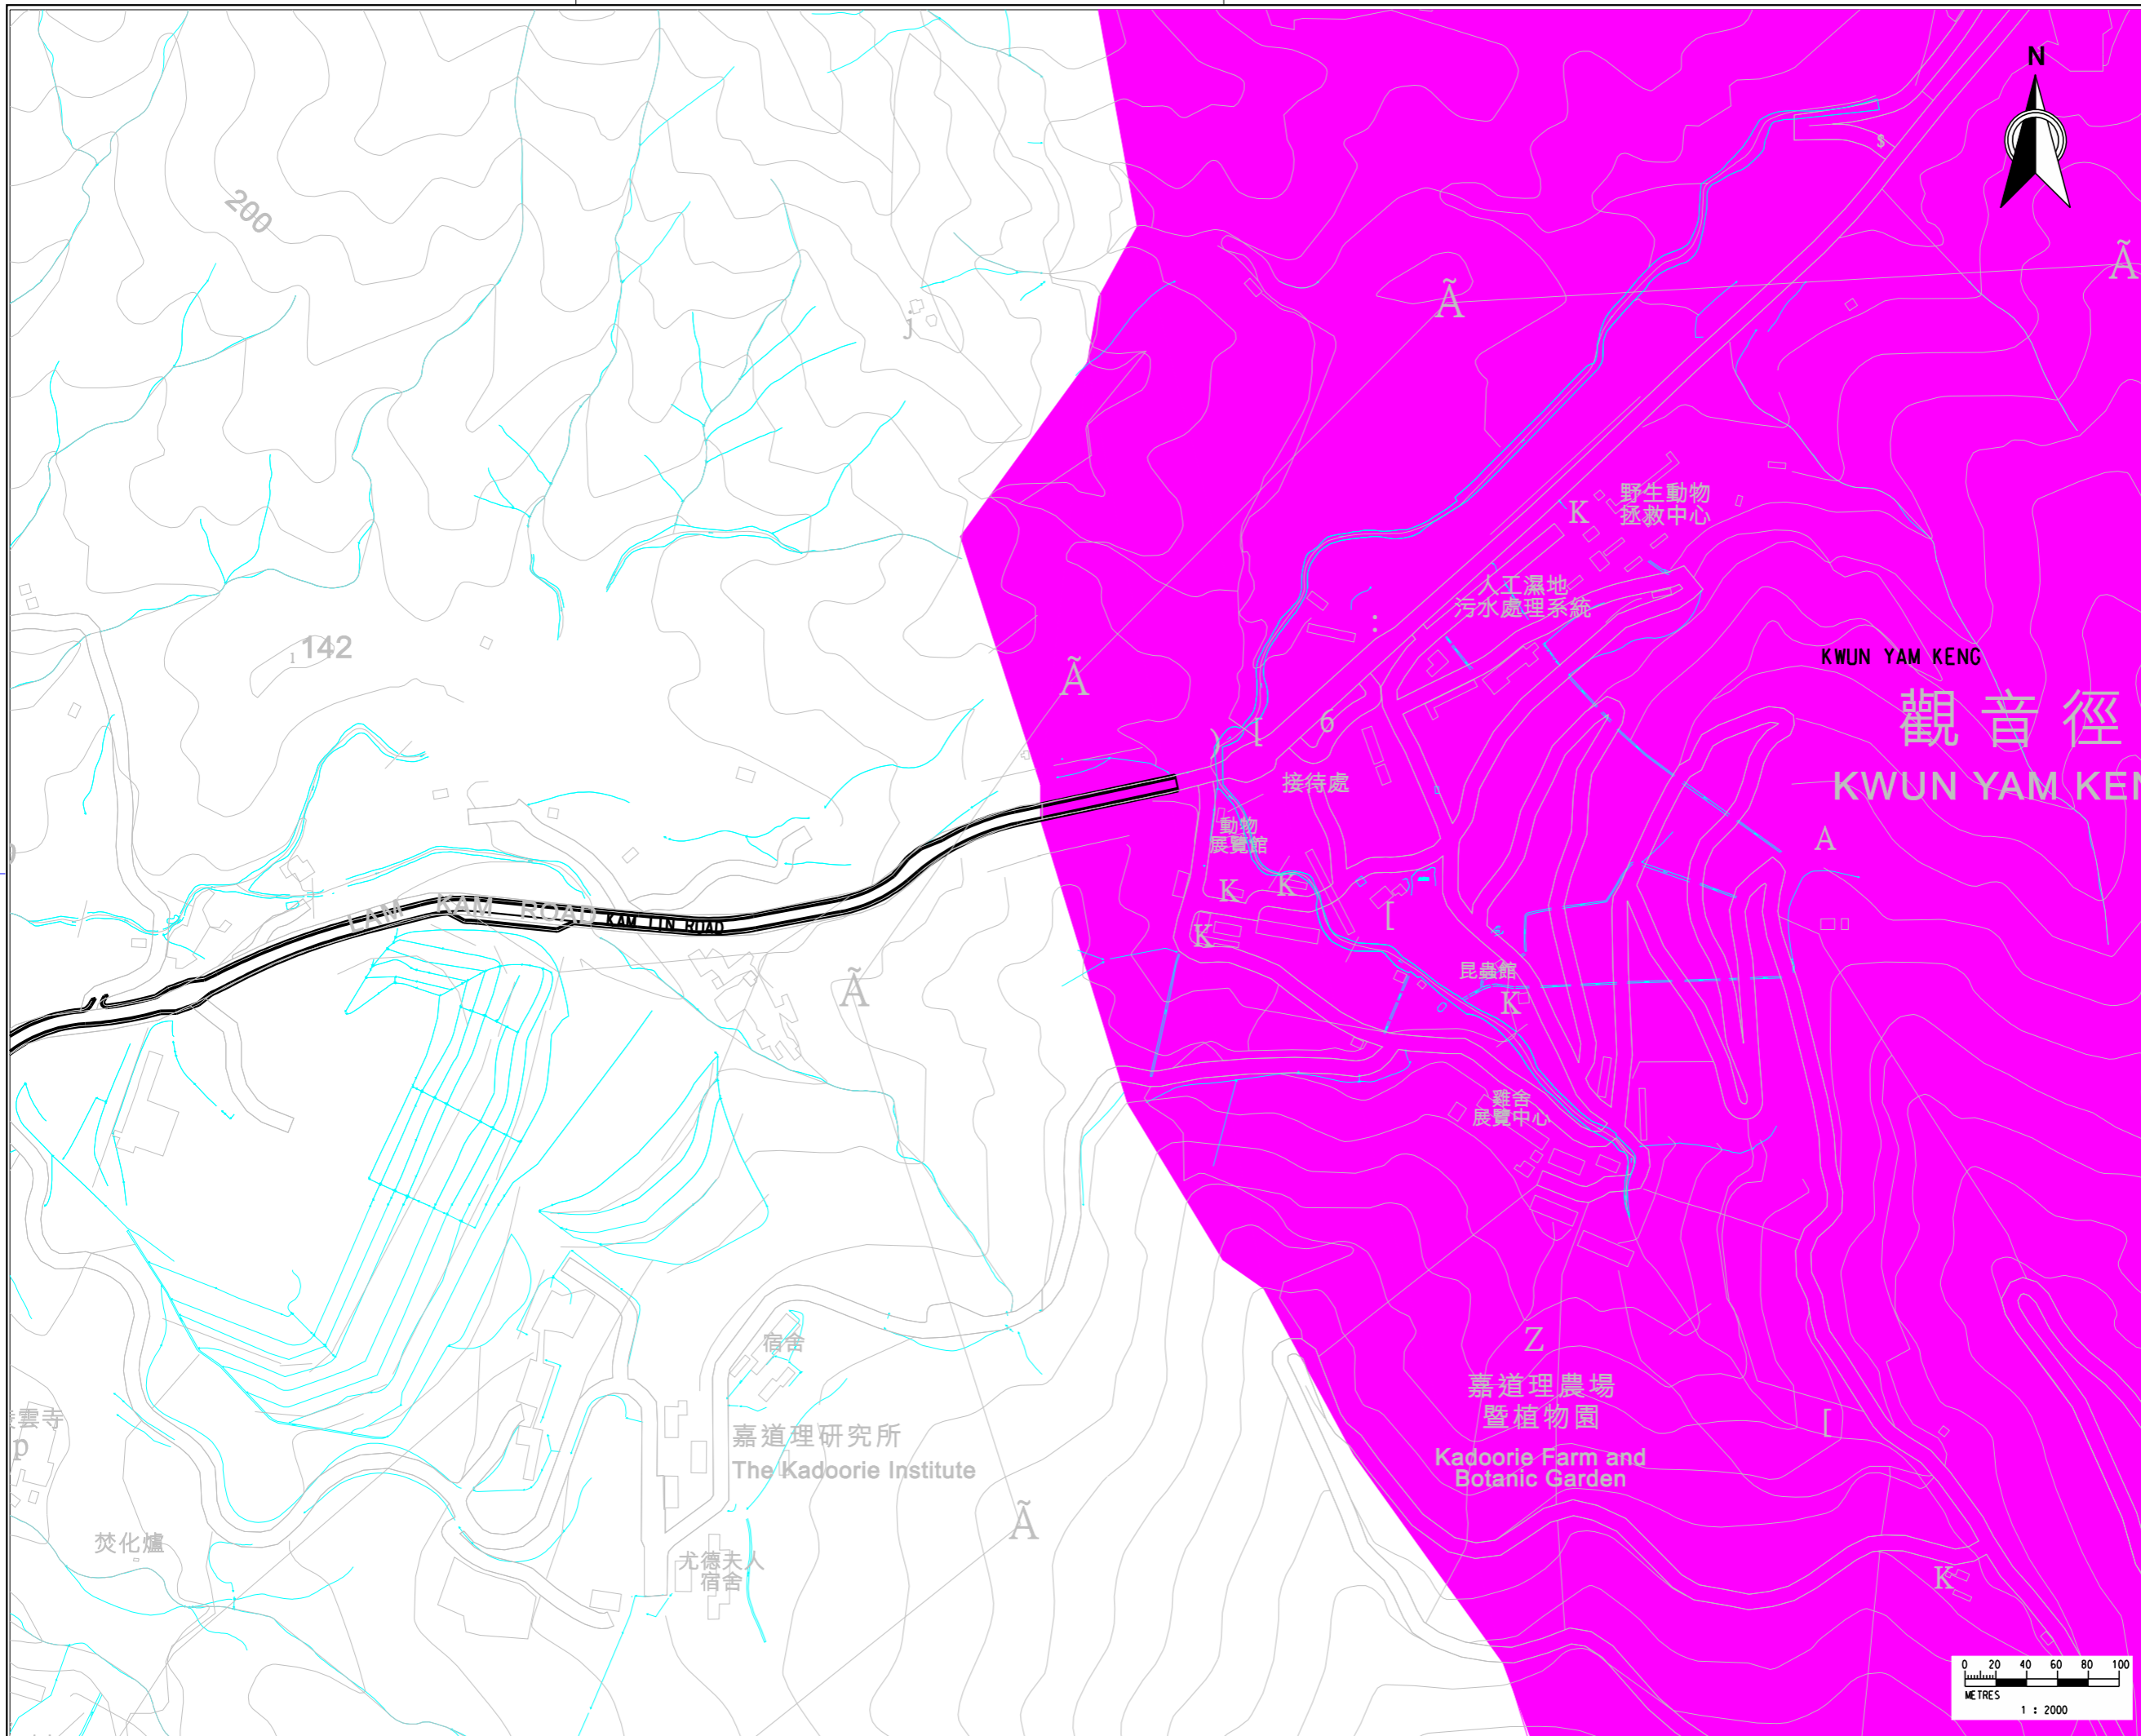 N
200
$
Ã
Ã
j
野生動物
拯救中心
K
人工濕地
污水處理系統
:
1 142
KWUN YAM KENG
Ã
觀音徑
KWUN YAM KEN
6
[
)
接待處
動物
展覽館
A
K
K
K
[
LAM KAM ROAD
KAM LIN ROAD
昆蟲館
K
Ã
雞舍
展覽中心
宿舍
Z
嘉道理農場
暨植物園
Kadoorie Farm and
Botanic Garden
[
雲寺
p
嘉道理研究所
The Kadoorie Institute
Ã
焚化爐
尤德夫人
宿舍
K
0 20 40 60 80 100
METRES
1 : 2000